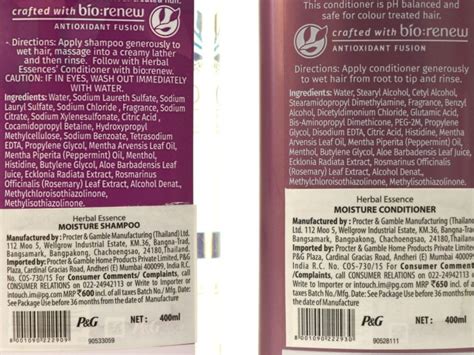 crafted with bio:renew
ANTIOXIDANT FUSION
- Directions: Apply shampoo generously to
wet hair, massage into a creamy lather
and then rinse. Follow with Herbal
Essences' Conditioner with bio:renew.
CAUTION: IF IN EYES, WASH OUT IMMEDIATELY
WITH WATER.
Ingredients: Water, Sodium Laureth Sulfate, Sodium
Lauryl Sulfate, Sodium Chloride, Fragrance, Sodium
Citrate, Sodium Xylenesulfonate, Citric Acid,
Cocamidopropyl Betaine, Hydroxypropyl
Methylcellulose, Sodium Benzoate, Tetrasodium
EDTA, Propylene Glycol, Mentha Arvensis Leaf Oil,
Mentha Piperita (Peppermint) Oil, Menthol,
Histidine, Butylene Glycol, Aloe Barbadensis Leaf
Juice, Ecklonia Radiata Extract, Rosmarinus
Officinalis (Rosemary) Leaf Extract, Alcohol Denat.,
Methylchloroisothiazolinone, Methylisothiazolinone.
Herbal Essence
MOISTURE SHAMPOO
Manufactured by : Procter & Gamble Manufacturing (Thailand) Ltd.
112 Moo 5, Wellgrow Industrial Estate, KM.36, Bangna-Trad,
Bangsamak, Bangpakong, Chachoengsao, 24180, Thailand.
Imported by: Procter & Gamble Home Products Private Limited, P&G
Plaza, Cardinal Gracias Road, Andheri (E) Mumbai 400099, India IRC
No. COS-730/15 For Consumer Comments/ Complaints, call
CONSUMER RELATIONS on 022-24942113 or Write to address or
intouch.im@pg.com MRP ₹600 incl. of all taxes Batch No./ Mfg. Date:
See Package Use before 36 months from the date of Manufacture
P&G NET : 400ml
8 001090 222909
90533059
This conditioner is pH balanced and
safe for colour treated hair.
crafted with bio:renew
ANTIOXIDANT FUSION
Directions: Apply conditioner generously
to wet hair from root to tip and rinse.
Ingredients: Water, Stearyl Alcohol, Cetyl Alcohol,
Stearamidopropyl Dimethylamine, Fragrance, Benzyl
Alcohol, Dicetyldimonium Chloride, Glutamic Acid,
Bis-Aminopropyl Dimethicone, PEG-2M, Propylene
Glycol, Disodium EDTA, Citric Acid, Histidine, Mentha
Arvensis Leaf Oil, Mentha Piperita (Peppermint) Oil,
Menthol, Butylene Glycol, Aloe Barbadensis Leaf Juice,
Ecklonia Radiata Extract, Rosmarinus Officinalis
(Rosemary) Leaf Extract, Alcohol Denat.,
Methylchloroisothiazolinone, Methylisothiazolinone.
Herbal Essence
MOISTURE CONDITIONER
Manufactured by : Procter & Gamble Manufacturing (Thailand)
Ltd. 112 Moo 5, Wellgrow Industrial Estate, KM.36, Bangna-Trad,
Bangsamak, Bangpakong, Chachoengsao, 24180, Thailand.
Imported by: Procter & Gamble Home Products Private Limited,
P&G Plaza, Cardinal Gracias Road, Andheri (E) Mumbai 400099,
India R.C. No. COS-730/15 For Consumer Comments/
Complaints, call CONSUMER RELATIONS on 022-24942113 or
Write to address or intouch.im@pg.com MRP ₹650 incl. of all
taxes Batch No./ Mfg. Date: See Package Use before 36 months
from the date of Manufacture
P&G NET : 400ml
8 001090 222930
90528111